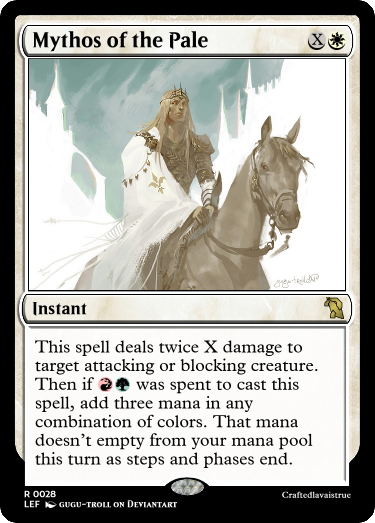 Mythos of the Pale X
Instant
This spell deals twice X damage to
target attacking or blocking creature.
Then if was spent to cast this
spell, add three mana in any
combination of colors. That mana
doesn't empty from your mana pool
this turn as steps and phases end.
R 0028
LEF GUGU-TROLL ON DEVIANTART
Craftedlavaistrue